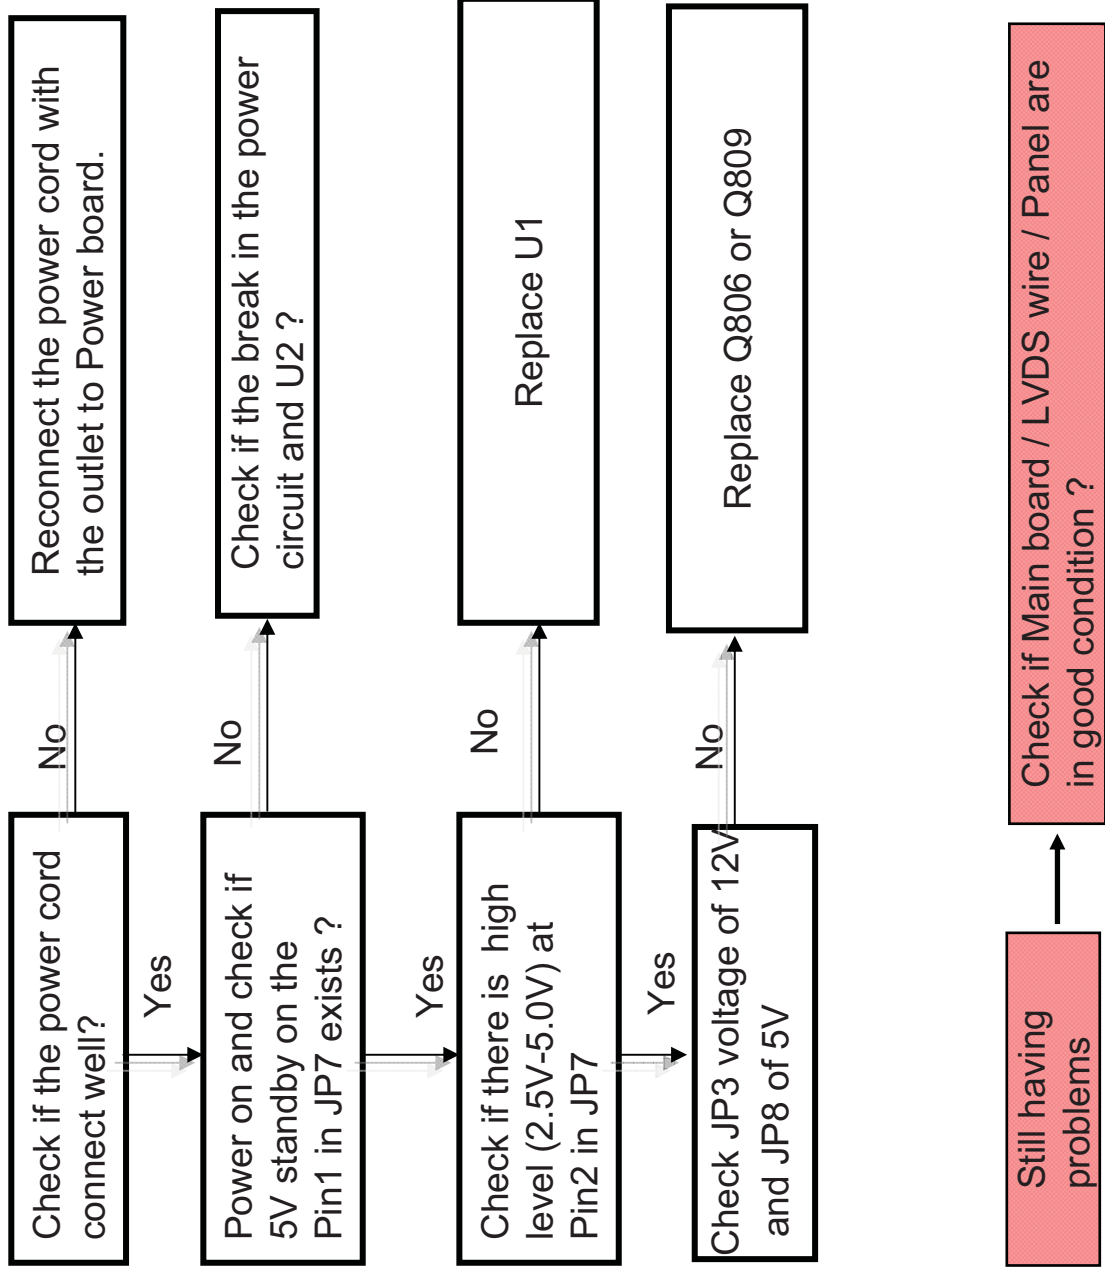 Check if the power cord
connect well?
No
Reconnect the power cord with
the outlet to Power board.
Yes
Power on and check if
5V standby on the
Pin1 in JP7 exists ?
No
Check if the break in the power
circuit and U2 ?
Yes
Check if there is high
level (2.5V-5.0V) at
Pin2 in JP7
No
Replace U1
Yes
Check JP3 voltage of 12V
and JP8 of 5V
No
Replace Q806 or Q809
Still having
problems
Check if Main board / LVDS wire / Panel are
in good condition ?